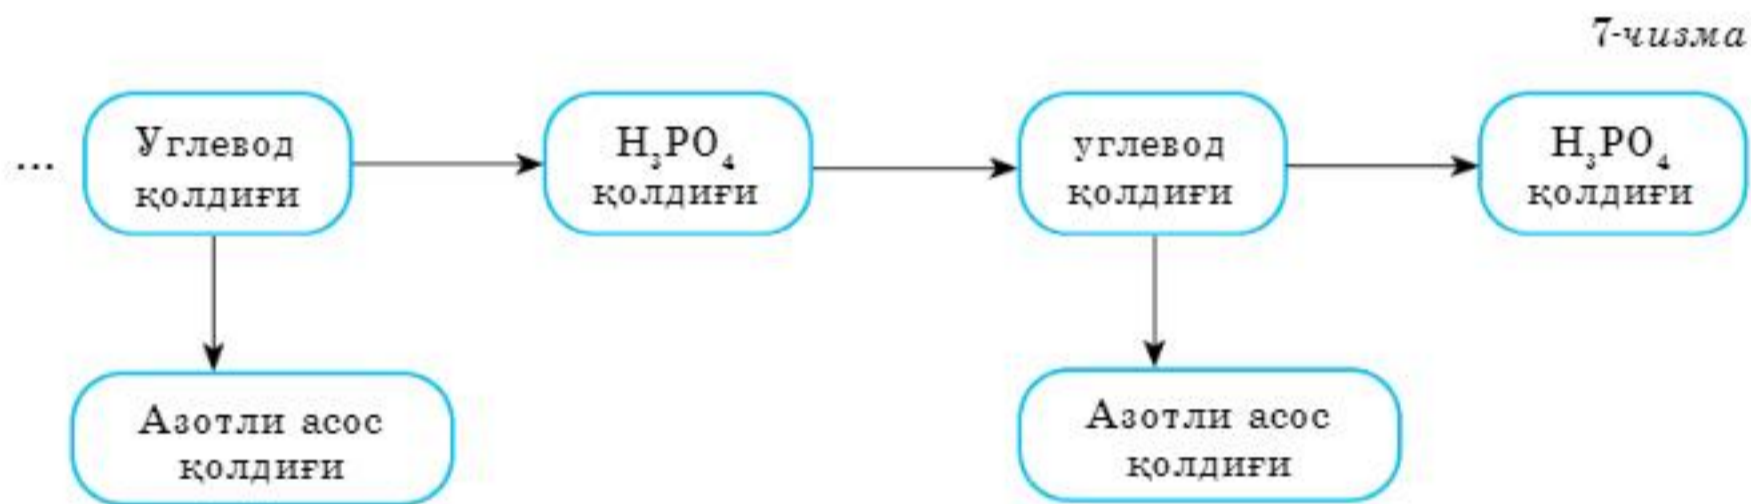 7-чизма
...
Углевод
қолдиғи
H₃PO₄
қолдиғи
углевод
қолдиғи
H₃PO₄
қолдиғи
Азотли асос
қолдиғи
Азотли асос
қолдиғи